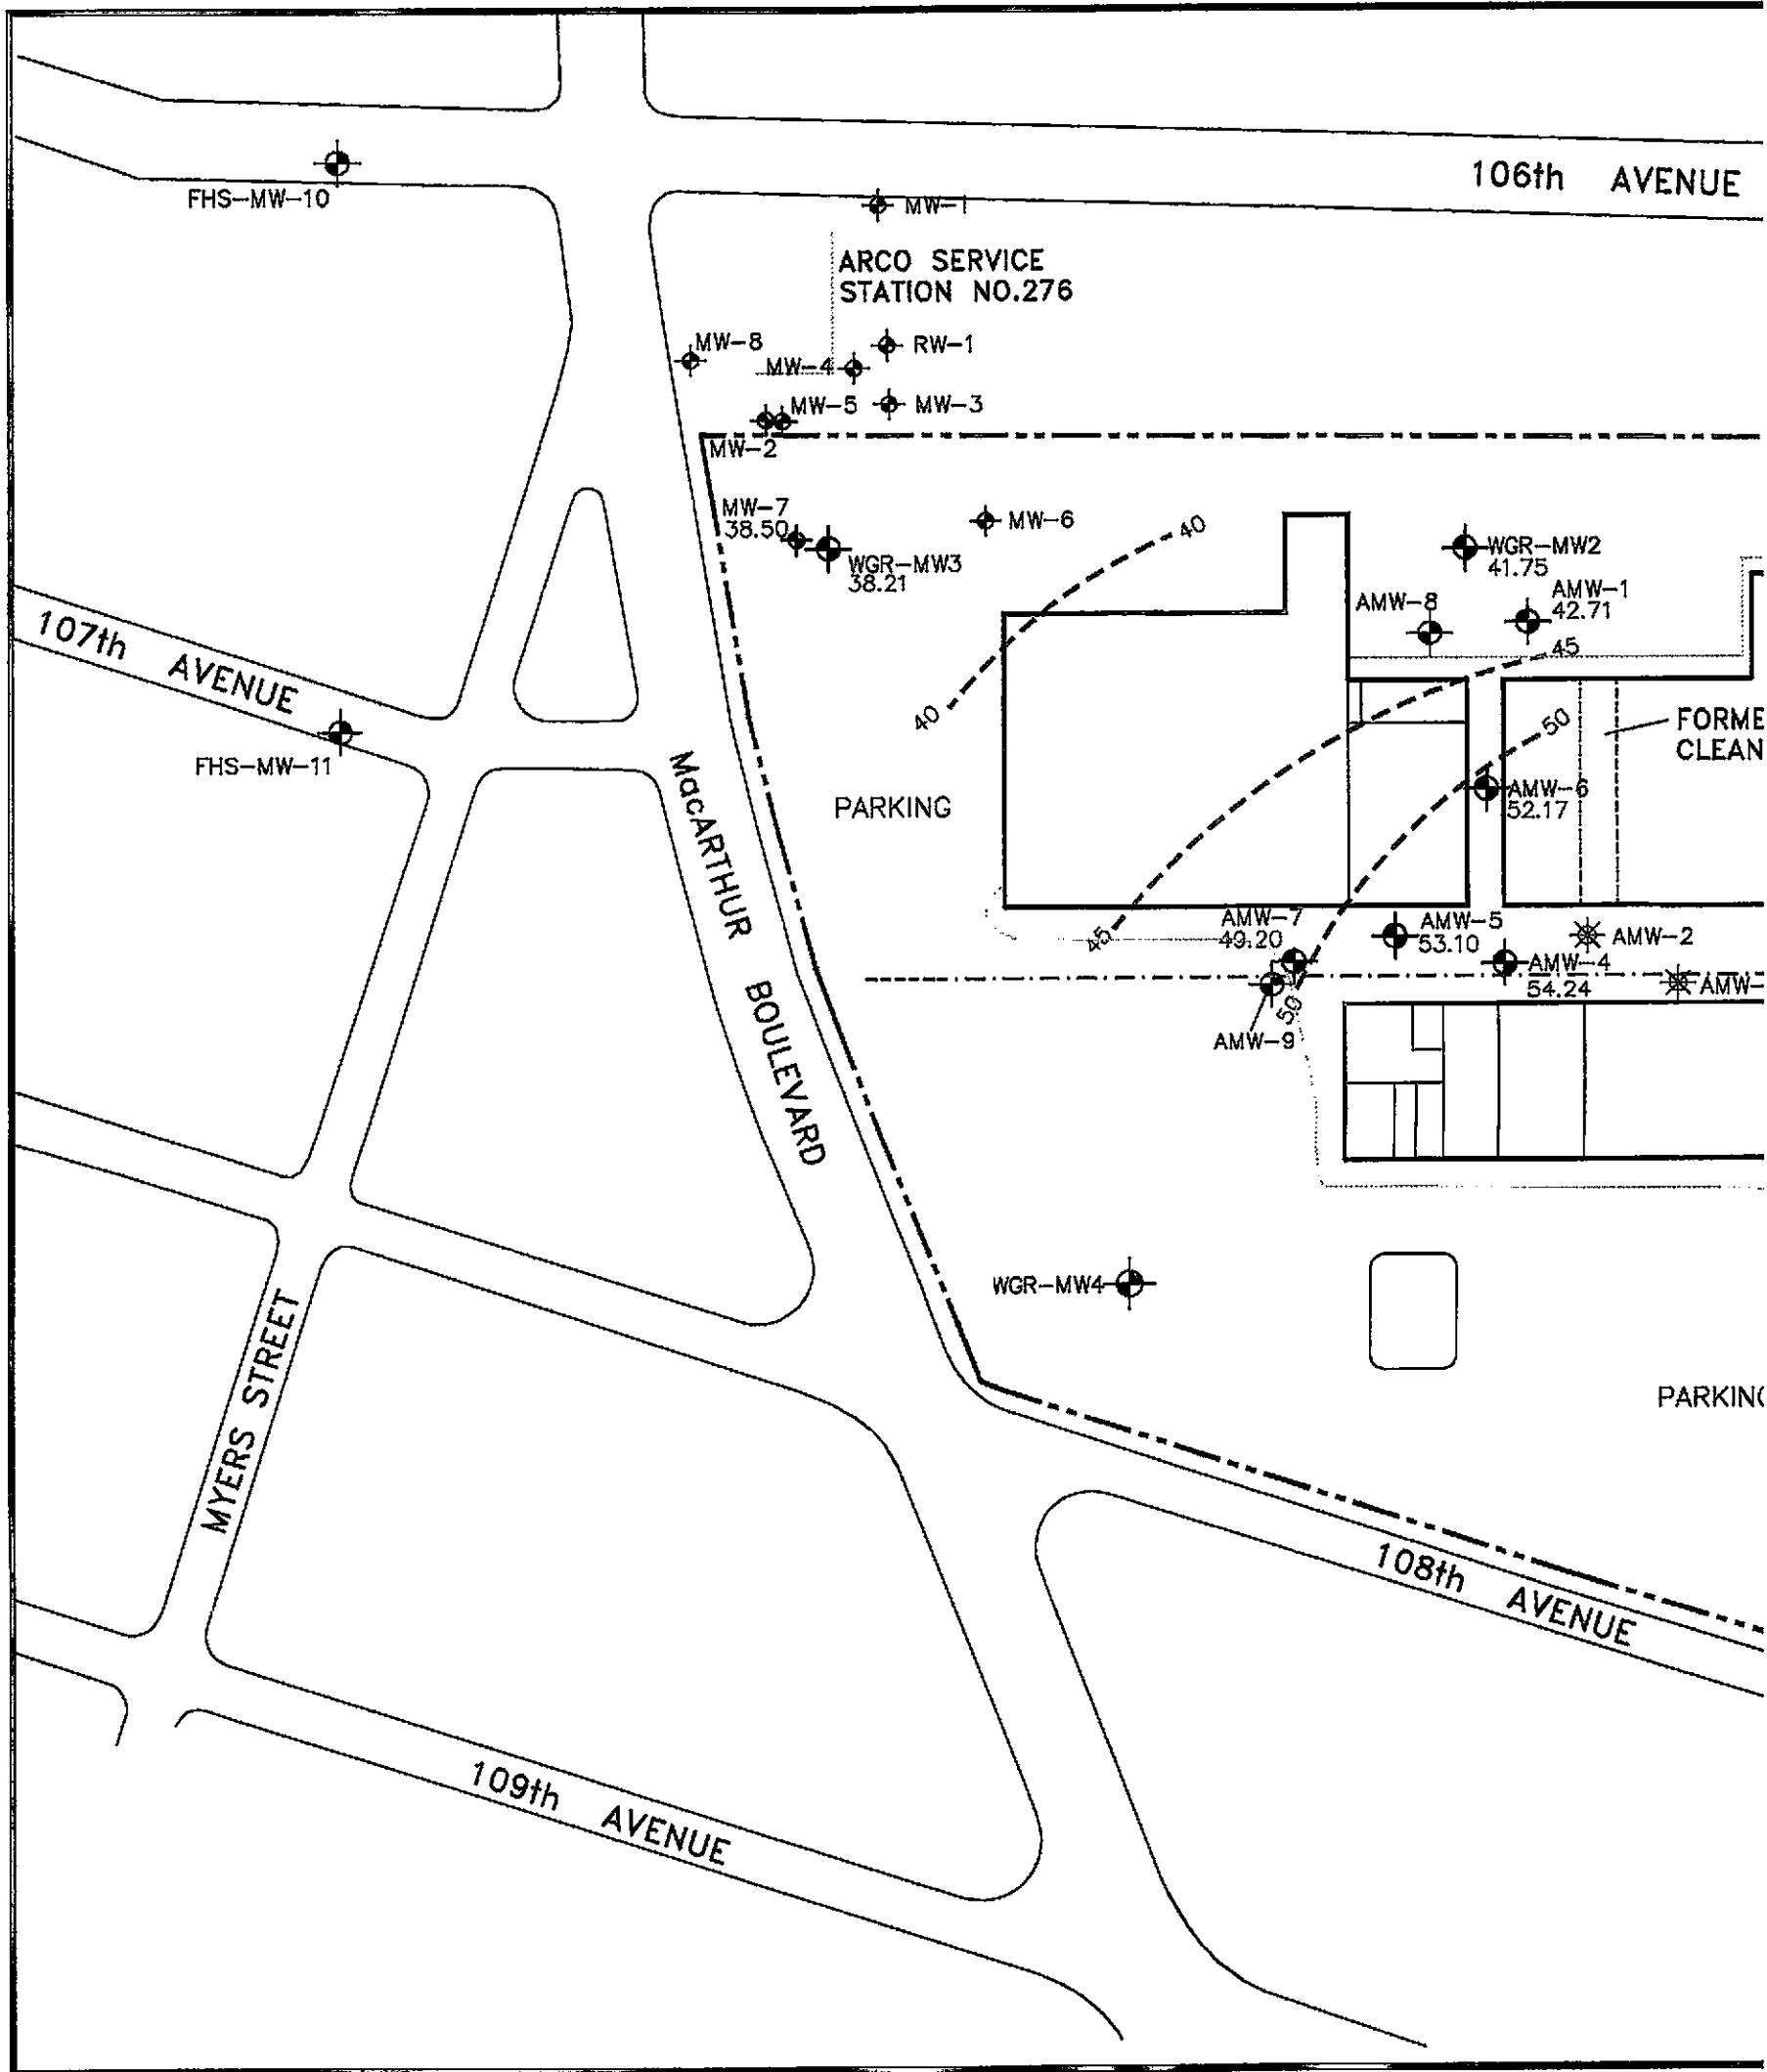 106th AVENUE
FHS-MW-10
MW-1
ARCO SERVICE
STATION NO.276
MW-8
RW-1
MW-4
MW-5
MW-3
MW-2
MW-7
38.50
MW-6
40
WGR-MW3
38.21
WGR-MW2
41.75
AMW-8
AMW-1
42.71
107th AVENUE
45
40
50
FORME
CLEAN
FHS-MW-11
MacARTHUR BOULEVARD
PARKING
AMW-6
52.17
AMW-7
49.20
AMW-5
53.10
AMW-2
45
AMW-4
54.24
AMW-
50
AMW-9
WGR-MW4
MYERS STREET
PARKING
108th AVENUE
109th AVENUE